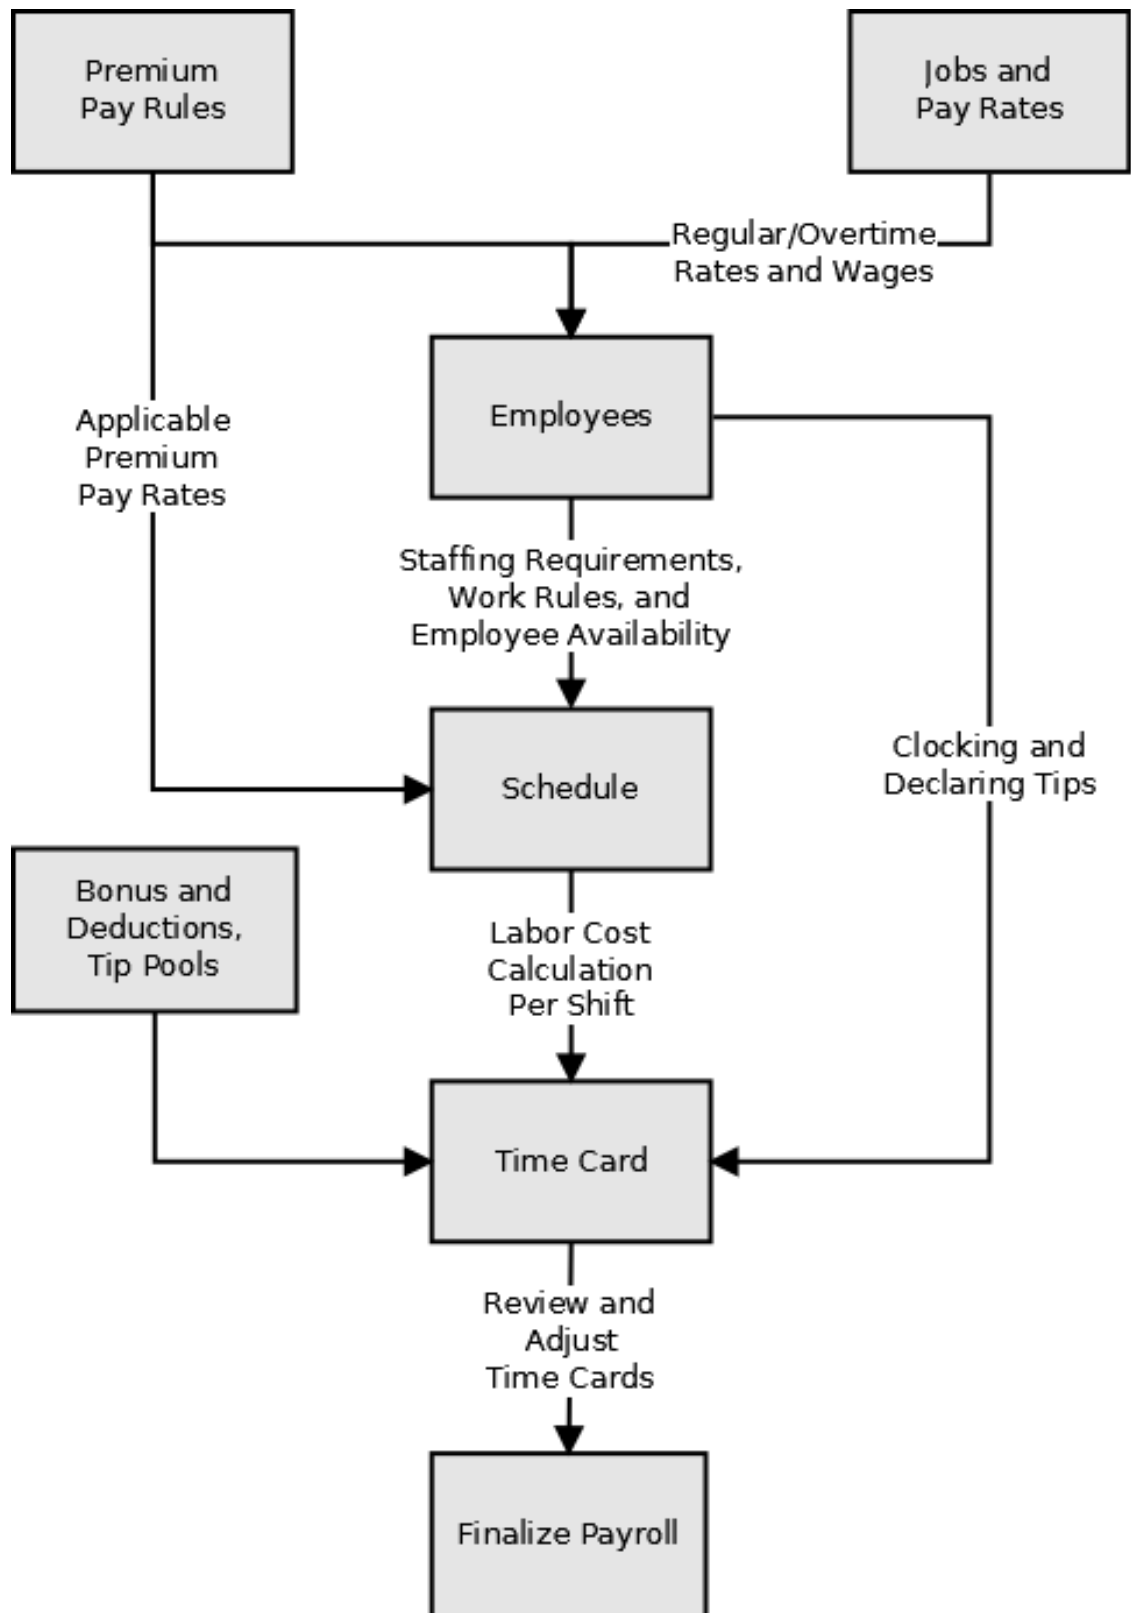 Premium
Pay Rules
Jobs and
Pay Rates
Regular/Overtime
Rates and Wages
Employees
Applicable
Premium
Pay Rates
Staffing Requirements,
Work Rules, and
Employee Availability
Clocking and
Declaring Tips
Schedule
Bonus and
Deductions,
Tip Pools
Labor Cost
Calculation
Per Shift
Time Card
Review and
Adjust
Time Cards
Finalize Payroll